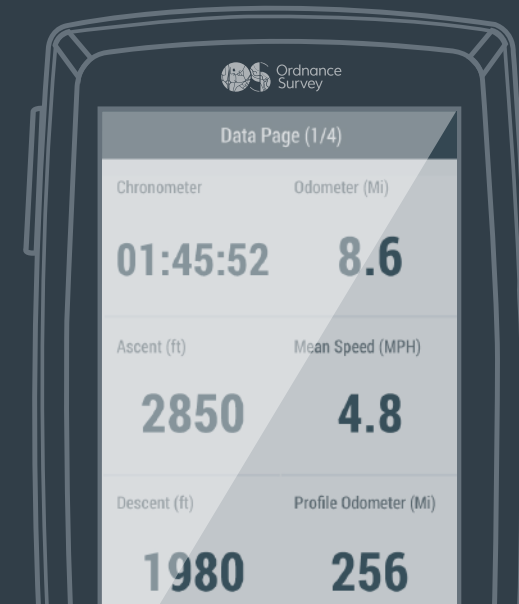 Ordnance
Survey
Data Page (1/4)
Chronometer
Odometer (Mi)
01:45:52
8.6
Ascent (ft)
Mean Speed (MPH)
2850
4.8
Descent (ft)
Profile Odometer (Mi)
1980
256